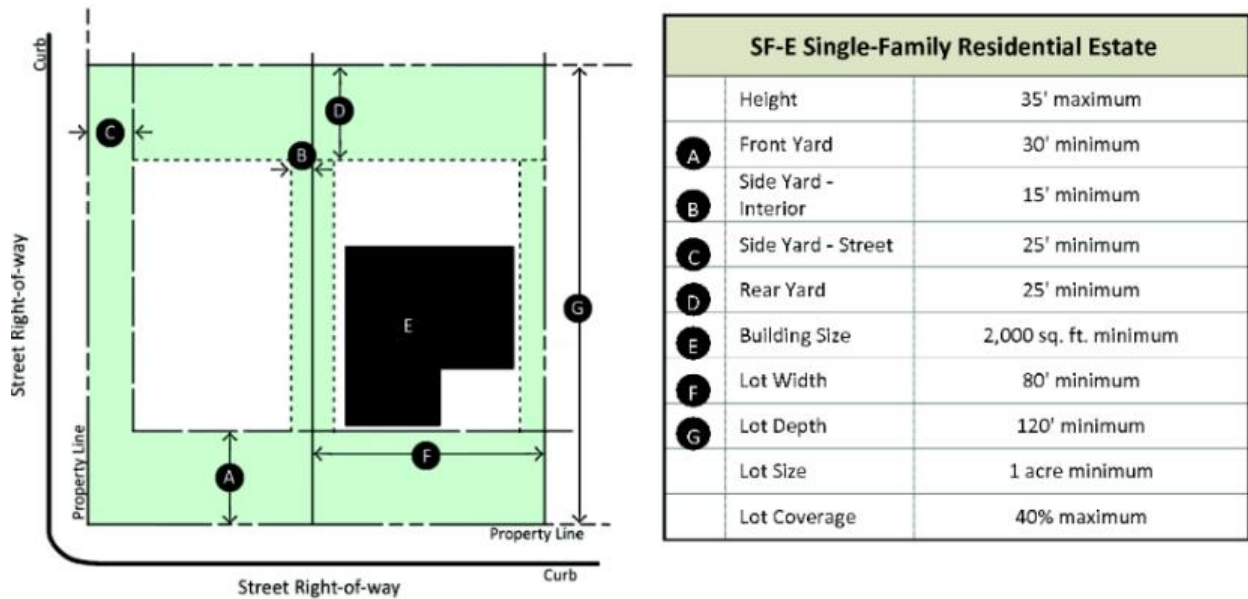 Curb
D
C
B
Street Right-of-way
G
E
F
A
Property Line
Property Line
Curb
Street Right-of-way
SF-E Single-Family Residential Estate
Height 35' maximum
A Front Yard 30' minimum
B Side Yard -
Interior 15' minimum
C Side Yard - Street 25' minimum
D Rear Yard 25' minimum
E Building Size 2,000 sq. ft. minimum
F Lot Width 80' minimum
G Lot Depth 120' minimum
Lot Size 1 acre minimum
Lot Coverage 40% maximum